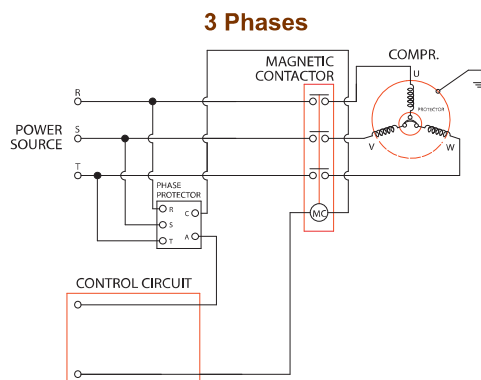 3 Phases
COMPR.
MAGNETIC
CONTACTOR
U
R
PROTECTOR
POWER
SOURCE
S
V
W
T
PHASE
PROTECTOR
R
C
S
T
A
MC
CONTROL CIRCUIT